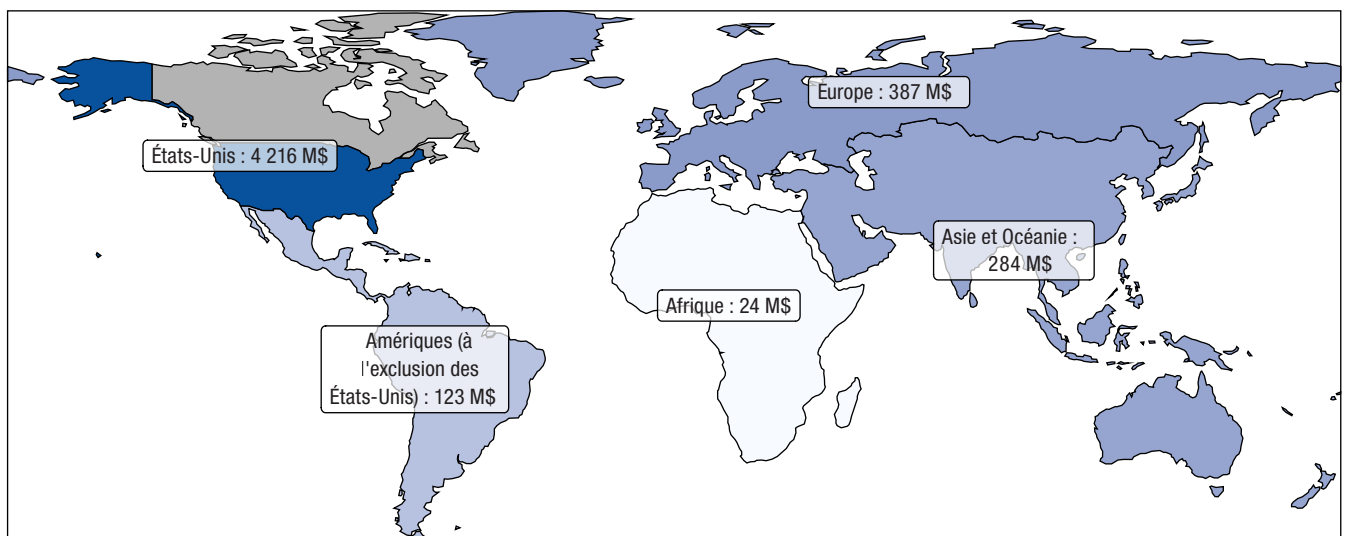 Europe : 387 M$
États-Unis : 4 216 M$
Asie et Océanie :
284 M$
Afrique : 24 M$
Amériques (à
l'exclusion des
États-Unis) : 123 M$